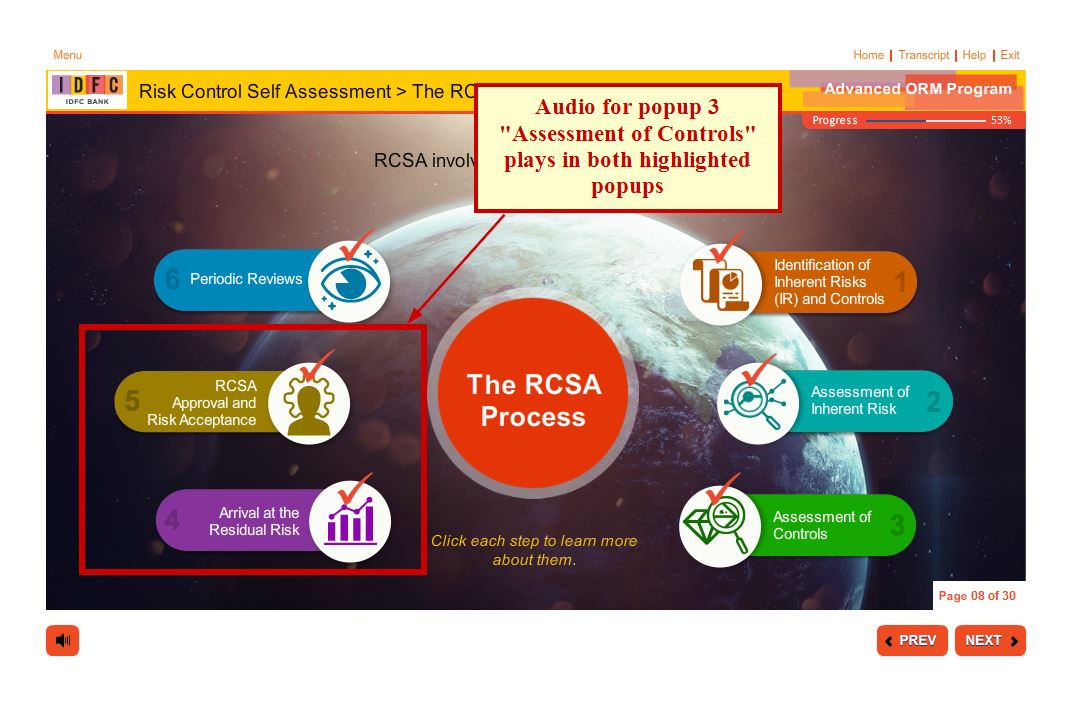 Menu
Home | Transcript | Help | Exit
IDFC
IDFC BANK
Risk Control Self Assessment > The RC
Advanced ORM Program
Progress 53%
Audio for popup 3
"Assessment of Controls"
plays in both highlighted
popups
RCSA involv
6 Periodic Reviews
Identification of
Inherent Risks
(IR) and Controls
1
The RCSA
Process
5
RCSA
Approval and
Risk Acceptance
Assessment of
Inherent Risk
2
4
Arrival at the
Residual Risk
Assessment of
Controls
3
Click each step to learn more
about them.
Page 08 of 30
PREV
NEXT